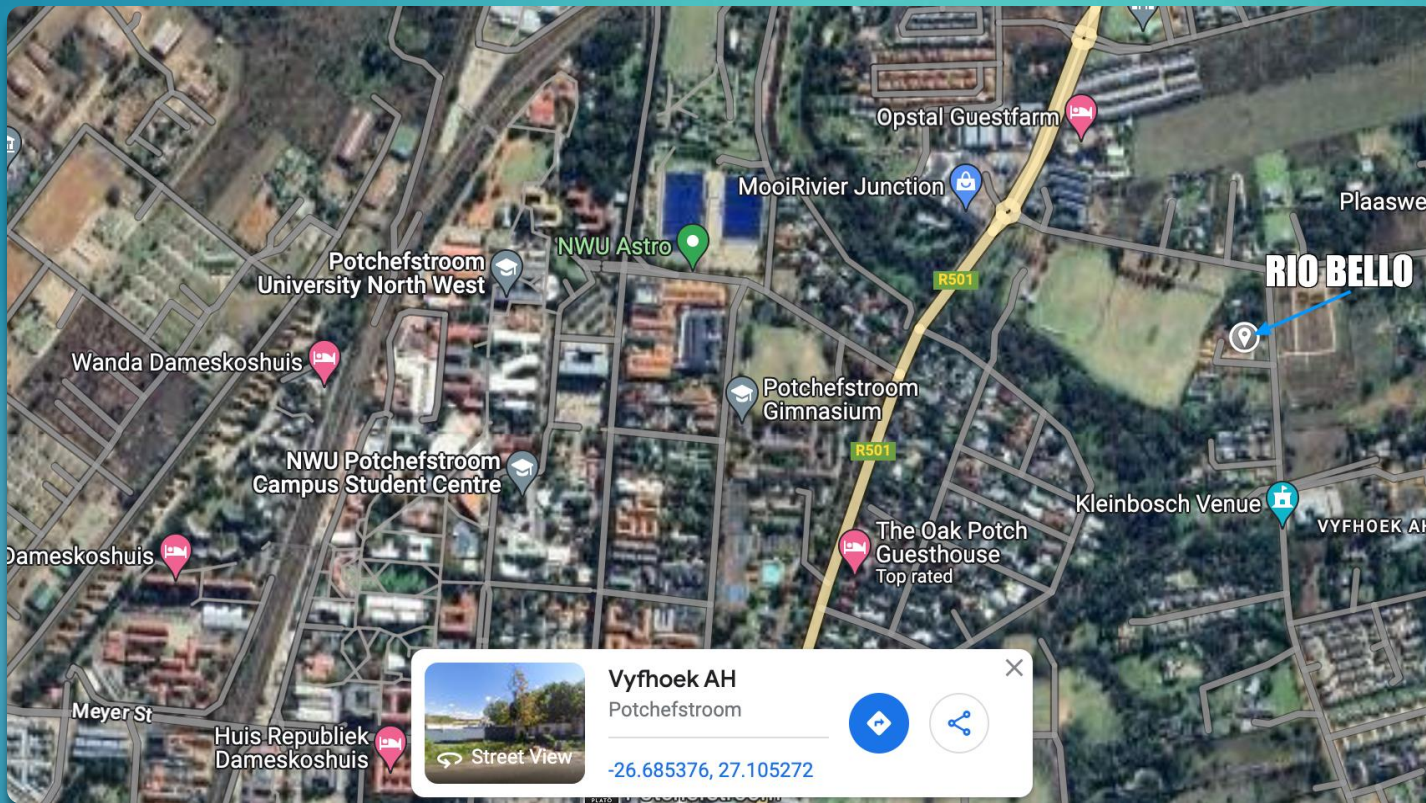 Opstal Guestfarm
MooiRivier Junction
Plaaswe
NWU Astro
Potchefstroom
University North West
RIO BELLO
R501
Wanda Dameskoshuis
Potchefstroom
Gimnasium
R501
NWU Potchefstroom
Campus Student Centre
Kleinbosch Venue
VYFHOEK AH
The Oak Potch
Guesthouse
Top rated
Dameskoshuis
Meyer St
Huis Republiek
Dameskoshuis
Vyfhoek AH
Potchefstroom
Street View
-26.685376, 27.105272
PLATO